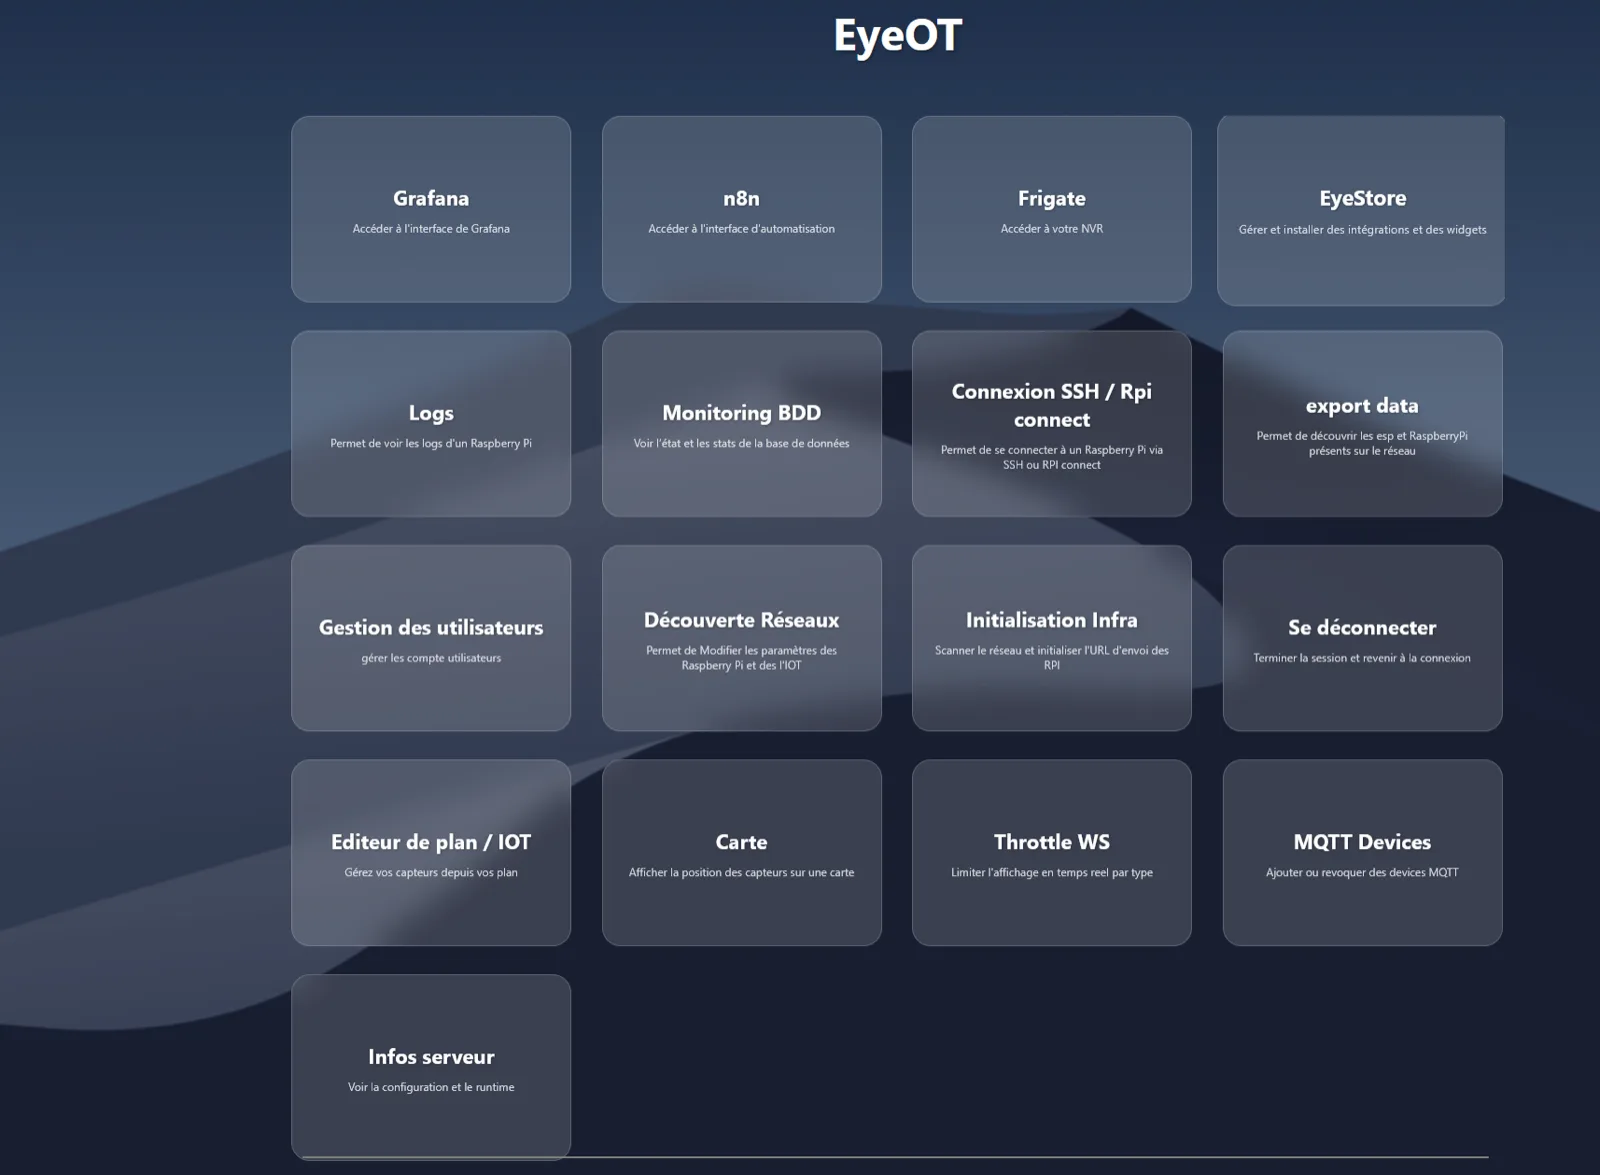 EyeOT
Grafana
Accéder à l'interface de Grafana
n8n
Accéder à l'interface d'automatisation
Frigate
Accéder à votre NVR
EyeStore
Gérer et installer des intégrations et des widgets
Logs
Permet de voir les logs d'un Raspberry Pi
Monitoring BDD
Voir l'état et les stats de la base de données
Connexion SSH / Rpi
connect
Permet de se connecter à un Raspberry Pi via
SSH ou RPI connect
export data
Permet de découvrir les esp et RaspberryPi
présents sur le réseau
Gestion des utilisateurs
gérer les compte utilisateurs
Découverte Réseaux
Permet de Modifier les paramètres des
Raspberry Pi et des l'IOT
Initialisation Infra
Scanner le réseau et initialiser l'URL d'envoi des
RPI
Se déconnecter
Terminer la session et revenir à la connexion
Editeur de plan / IOT
Gérez vos capteurs depuis vos plan
Carte
Afficher la position des capteurs sur une carte
Throttle WS
Limiter l'affichage en temps reel par type
MQTT Devices
Ajouter ou revoquer des devices MQTT
Infos serveur
Voir la configuration et le runtime